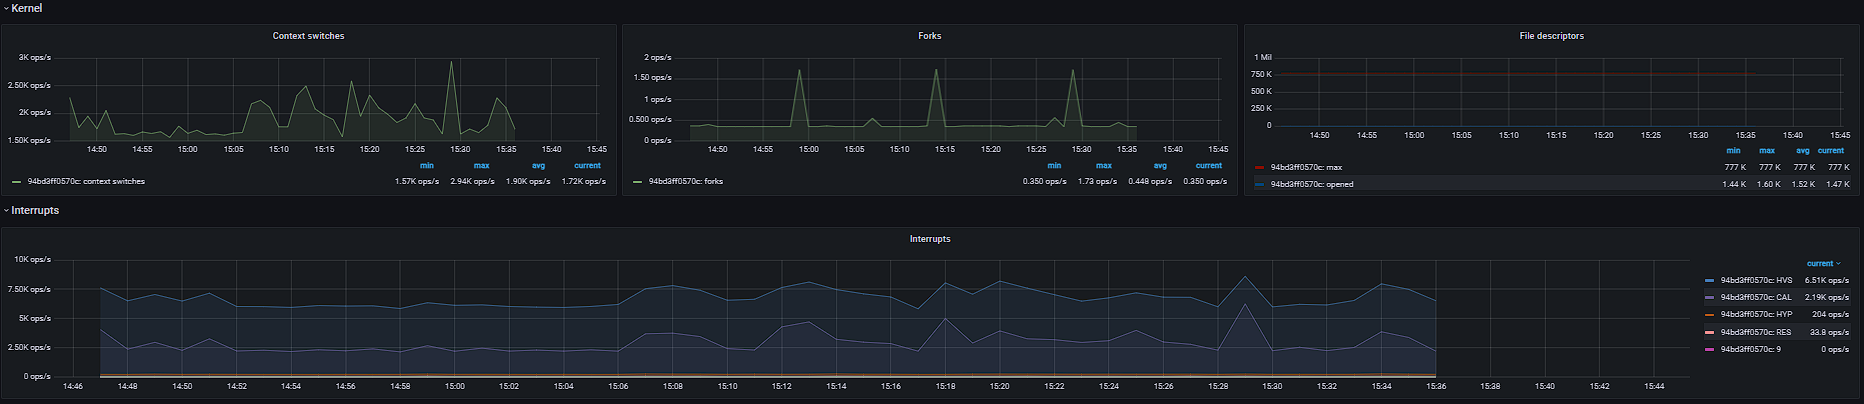 Kernel
Context switches
3K ops/s
2.50K ops/s
2K ops/s
1.50K ops/s
14:50 14:55 15:00 15:05 15:10 15:15 15:20 15:25 15:30 15:35 15:40 15:45
min max avg current
94bd3ff0570c: context switches 1.57K ops/s 2.94K ops/s 1.90K ops/s 1.72K ops/s
Forks
2 ops/s
1.50 ops/s
1 ops/s
0.500 ops/s
0 ops/s
14:50 14:55 15:00 15:05 15:10 15:15 15:20 15:25 15:30 15:35 15:40 15:45
min max avg current
94bd3ff0570c: forks 0.350 ops/s 1.73 ops/s 0.448 ops/s 0.350 ops/s
File descriptors
1 Mil
750 K
500 K
250 K
0
14:50 14:55 15:00 15:05 15:10 15:15 15:20 15:25 15:30 15:35 15:40 15:45
min max avg current
94bd3ff0570c: max 777 K 777 K 777 K 777 K
94bd3ff0570c: opened 1.44 K 1.60 K 1.52 K 1.47 K
Interrupts
Interrupts
10K ops/s
7.50K ops/s
5K ops/s
2.50K ops/s
0 ops/s
14:46 14:48 14:50 14:52 14:54 14:56 14:58 15:00 15:02 15:04 15:06 15:08 15:10 15:12 15:14 15:16 15:18 15:20 15:22 15:24 15:26 15:28 15:30 15:32 15:34 15:36 15:38 15:40 15:42 15:44
current
94bd3ff0570c: HVS 6.51K ops/s
94bd3ff0570c: CAL 2.19K ops/s
94bd3ff0570c: HYP 204 ops/s
94bd3ff0570c: RES 33.8 ops/s
94bd3ff0570c: 9 0 ops/s